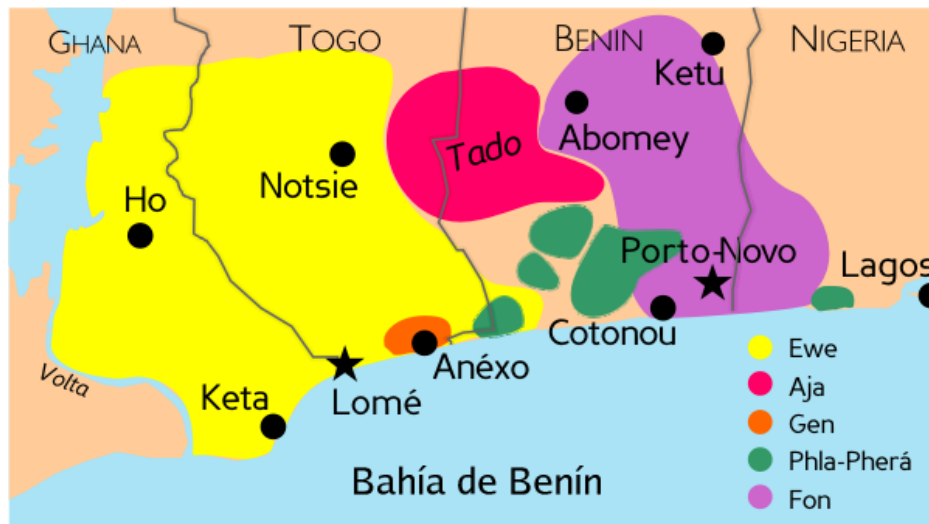 GHANA
TOGO
BENIN
NIGERIA
Ketu
Abomey
Tado
Notsie
Ho
Porto-Novo
Lagos
Cotonou
Anéxo
Lomé
Keta
Volta
Bahía de Benín
Ewe
Aja
Gen
Phla-Pherá
Fon